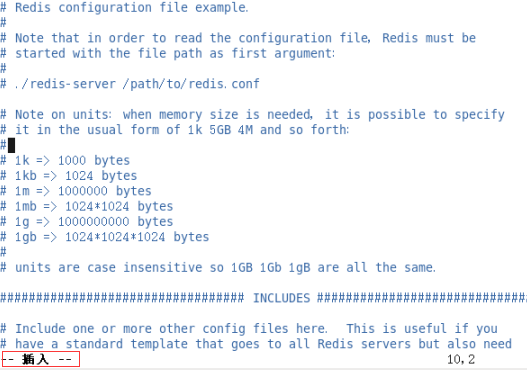 # Redis configuration file example.
#
# Note that in order to read the configuration file, Redis must be
# started with the file path as first argument:
#
# ./redis-server /path/to/redis.conf

# Note on units: when memory size is needed, it is possible to specify
# it in the usual form of 1k 5GB 4M and so forth:
#
# 1k => 1000 bytes
# 1kb => 1024 bytes
# 1m => 1000000 bytes
# 1mb => 1024*1024 bytes
# 1g => 1000000000 bytes
# 1gb => 1024*1024*1024 bytes
#
# units are case insensitive so 1GB 1Gb 1gB are all the same.

################################## INCLUDES ##############################

# Include one or more other config files here.  This is useful if you
# have a standard template that goes to all Redis servers but also need
-- 插入 -- 10,2